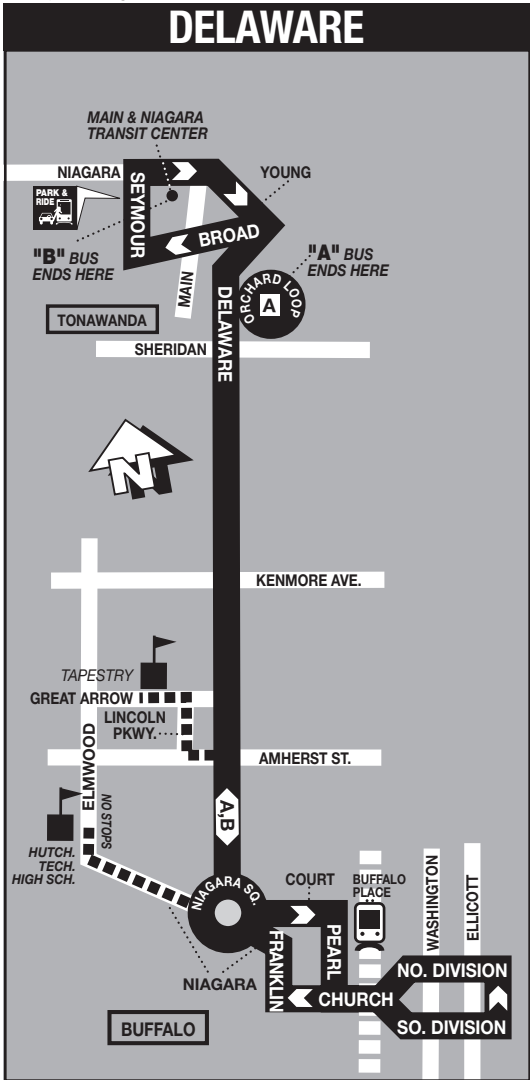 DELAWARE
MAIN & NIAGARA
TRANSIT CENTER
NIAGARA
YOUNG
PARK &
RIDE
SEYMOUR
BROAD
"B" BUS
ENDS HERE
"A" BUS
ENDS HERE
MAIN
DELAWARE
ORCHARD LOOP
A
TONAWANDA
SHERIDAN
N
KENMORE AVE.
TAPESTRY
GREAT ARROW
LINCOLN
PKWY.
ELMWOOD
AMHERST ST.
NO STOPS
A,B
HUTCH.
TECH.
HIGH SCH.
NIAGARA SQ.
COURT
BUFFALO
PLACE
WASHINGTON
ELLICOTT
FRANKLIN
PEARL
NIAGARA
NO. DIVISION
CHURCH
SO. DIVISION
BUFFALO